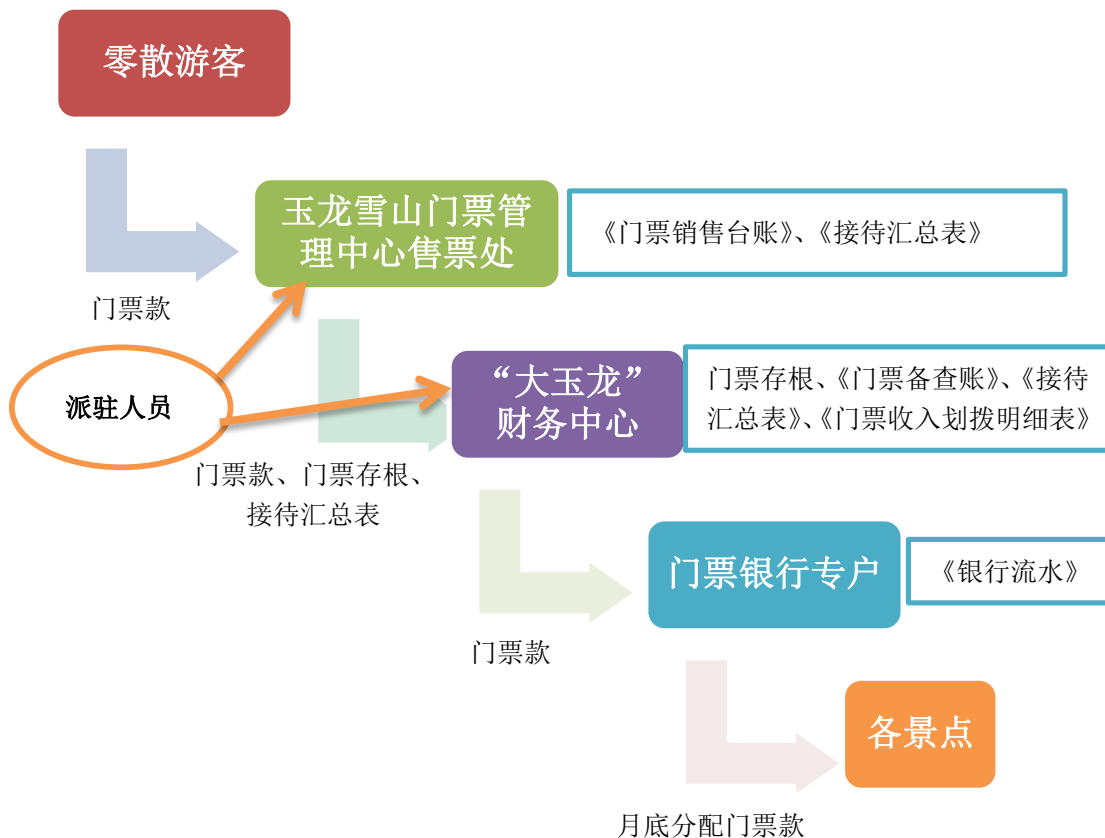 零散游客
玉龙雪山门票管
理中心售票处
《门票销售台账》、《接待汇总表》
门票款
派驻人员
“大玉龙”
财务中心
门票存根、《门票备查账》、《接待
汇总表》、《门票收入划拨明细表》
门票款、门票存根、
接待汇总表
门票银行专户
《银行流水》
门票款
各景点
月底分配门票款